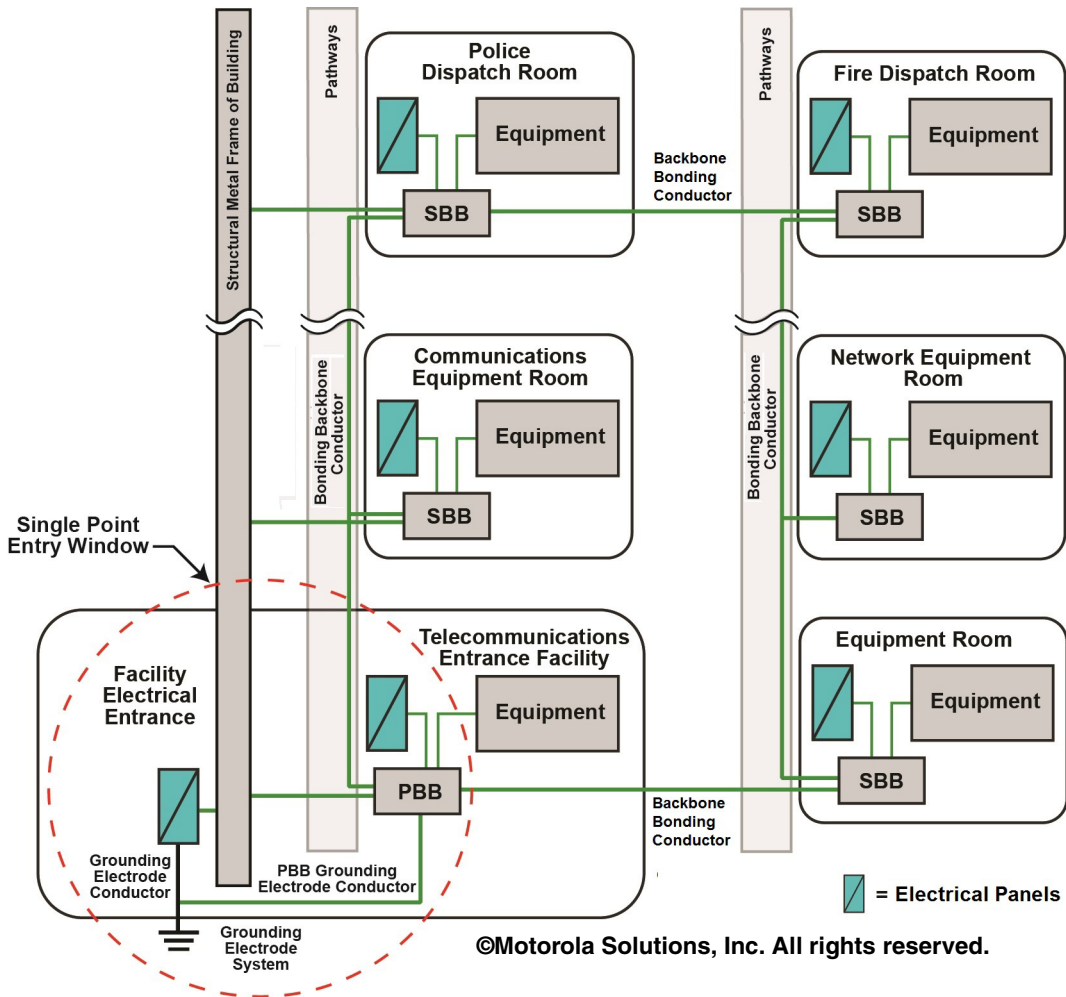 Structural Metal Frame of Building
Pathways
Police
Dispatch Room
Equipment
SBB
Backbone
Bonding
Conductor
Pathways
Fire Dispatch Room
Equipment
SBB
Communications
Equipment Room
Equipment
SBB
Bonding Backbone
Conductor
Network Equipment
Room
Equipment
SBB
Bonding Backbone
Conductor
Single Point
Entry Window
Facility
Electrical
Entrance
Telecommunications
Entrance Facility
Equipment
PBB
Equipment Room
Equipment
SBB
Backbone
Bonding
Conductor
Grounding
Electrode
Conductor
PBB Grounding
Electrode Conductor
Grounding
Electrode
System
= Electrical Panels
©Motorola Solutions, Inc. All rights reserved.